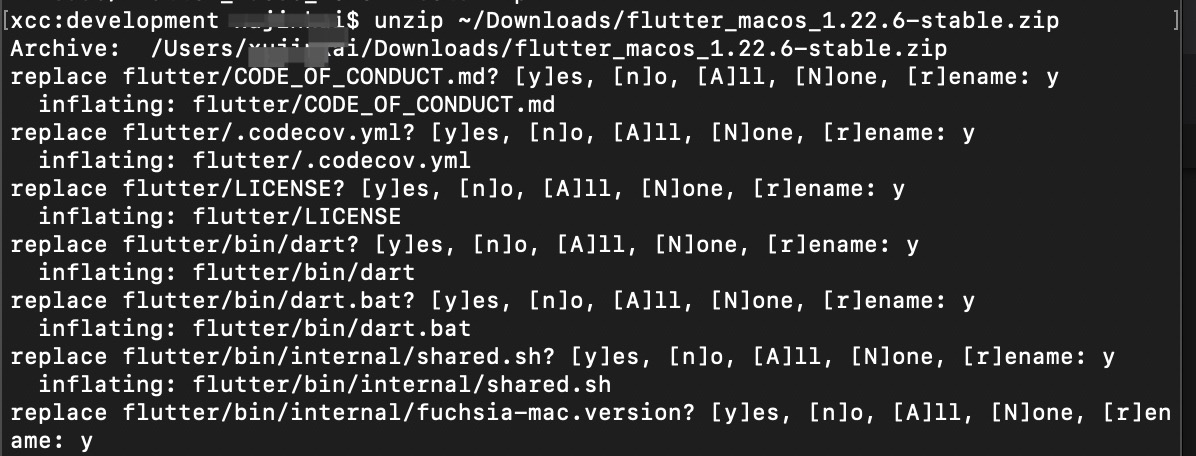 [xcc:development $ unzip ~/Downloads/flutter_macos_1.22.6-stable.zip ]
Archive:  /Users/ /Downloads/flutter_macos_1.22.6-stable.zip
replace flutter/CODE_OF_CONDUCT.md? [y]es, [n]o, [A]ll, [N]one, [r]ename: y
  inflating: flutter/CODE_OF_CONDUCT.md
replace flutter/.codecov.yml? [y]es, [n]o, [A]ll, [N]one, [r]ename: y
  inflating: flutter/.codecov.yml
replace flutter/LICENSE? [y]es, [n]o, [A]ll, [N]one, [r]ename: y
  inflating: flutter/LICENSE
replace flutter/bin/dart? [y]es, [n]o, [A]ll, [N]one, [r]ename: y
  inflating: flutter/bin/dart
replace flutter/bin/dart.bat? [y]es, [n]o, [A]ll, [N]one, [r]ename: y
  inflating: flutter/bin/dart.bat
replace flutter/bin/internal/shared.sh? [y]es, [n]o, [A]ll, [N]one, [r]ename: y
  inflating: flutter/bin/internal/shared.sh
replace flutter/bin/internal/fuchsia-mac.version? [y]es, [n]o, [A]ll, [N]one, [r]en
ame: y